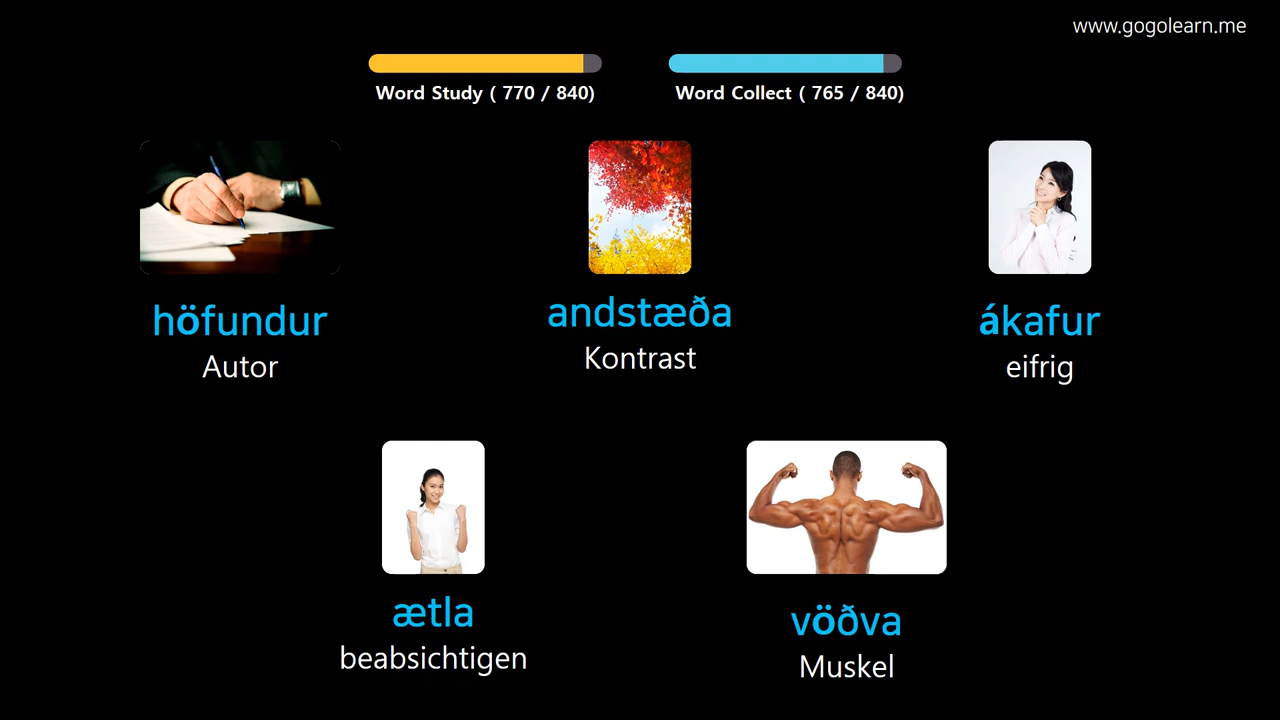 www.gogolearn.me
Word Study ( 770 / 840)
Word Collect ( 765 / 840)
höfundur
Autor
andstæða
Kontrast
ákafur
eifrig
ætla
beabsichtigen
vöðva
Muskel